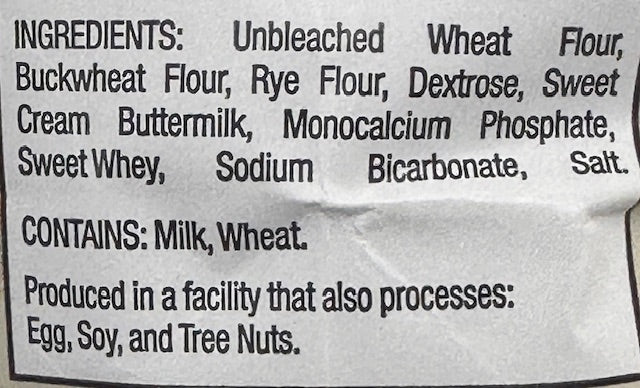 INGREDIENTS: Unbleached Wheat Flour,
Buckwheat Flour, Rye Flour, Dextrose, Sweet
Cream Buttermilk, Monocalcium Phosphate,
Sweet Whey, Sodium Bicarbonate, Salt.
CONTAINS: Milk, Wheat.
Produced in a facility that also processes:
Egg, Soy, and Tree Nuts.